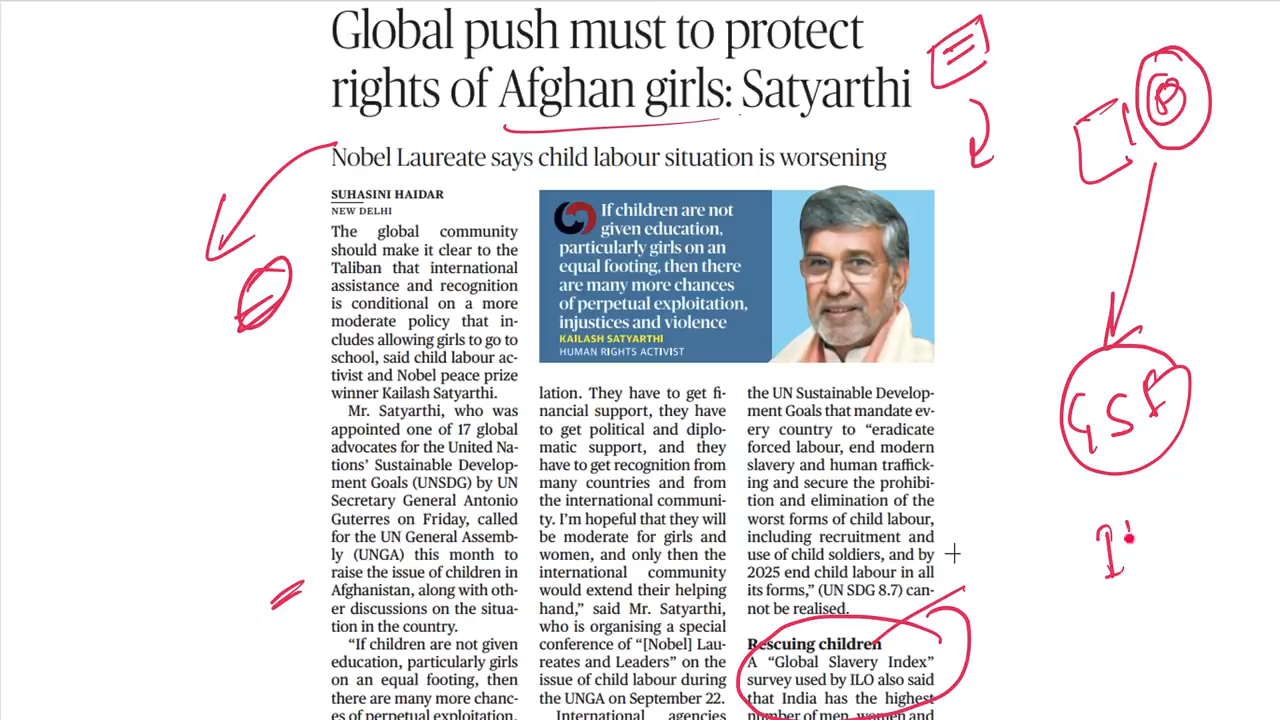 Global push must to protect
rights of Afghan girls: Satyarthi
Nobel Laureate says child labour situation is worsening
SUHASINI HAIDAR
NEW DELHI
The global community
should make it clear to the
Taliban that international
assistance and recognition
is conditional on a more
moderate policy that in-
cludes allowing girls to go to
school, said child labour ac-
tivist and Nobel peace prize
winner Kailash Satyarthi.
Mr. Satyarthi, who was
appointed one of 17 global
advocates for the United Na-
tions’ Sustainable Develop-
ment Goals (UNSDG) by UN
Secretary General Antonio
Guterres on Friday, called
for the UN General Assemb-
ly (UNGA) this month to
raise the issue of children in
Afghanistan, along with oth-
er discussions on the situa-
tion in the country.
“If children are not given
education, particularly girls
on an equal footing, then
there are many more chanc-
es of perpetual exploitation,
If children are not
given education,
particularly girls on an
equal footing, then there
are many more chances
of perpetual exploitation,
injustices and violence
KAILASH SATYARTHI
HUMAN RIGHTS ACTIVIST
lation. They have to get fi-
nancial support, they have
to get political and diplo-
matic support, and they
have to get recognition from
many countries and from
the international communi-
ty. I’m hopeful that they will
be moderate for girls and
women, and only then the
international community
would extend their helping
hand,” said Mr. Satyarthi,
who is organising a special
conference of “[Nobel] Lau-
reates and Leaders” on the
issue of child labour during
the UNGA on September 22.
International agencies
the UN Sustainable Develop-
ment Goals that mandate ev-
ery country to “eradicate
forced labour, end modern
slavery and human traffick-
ing and secure the prohibi-
tion and elimination of the
worst forms of child labour,
including recruitment and
use of child soldiers, and by
2025 end child labour in all
its forms,” (UN SDG 8.7) can-
not be realised.
Rescuing children
A “Global Slavery Index”
survey used by ILO also said
that India has the highest
number of men, women and